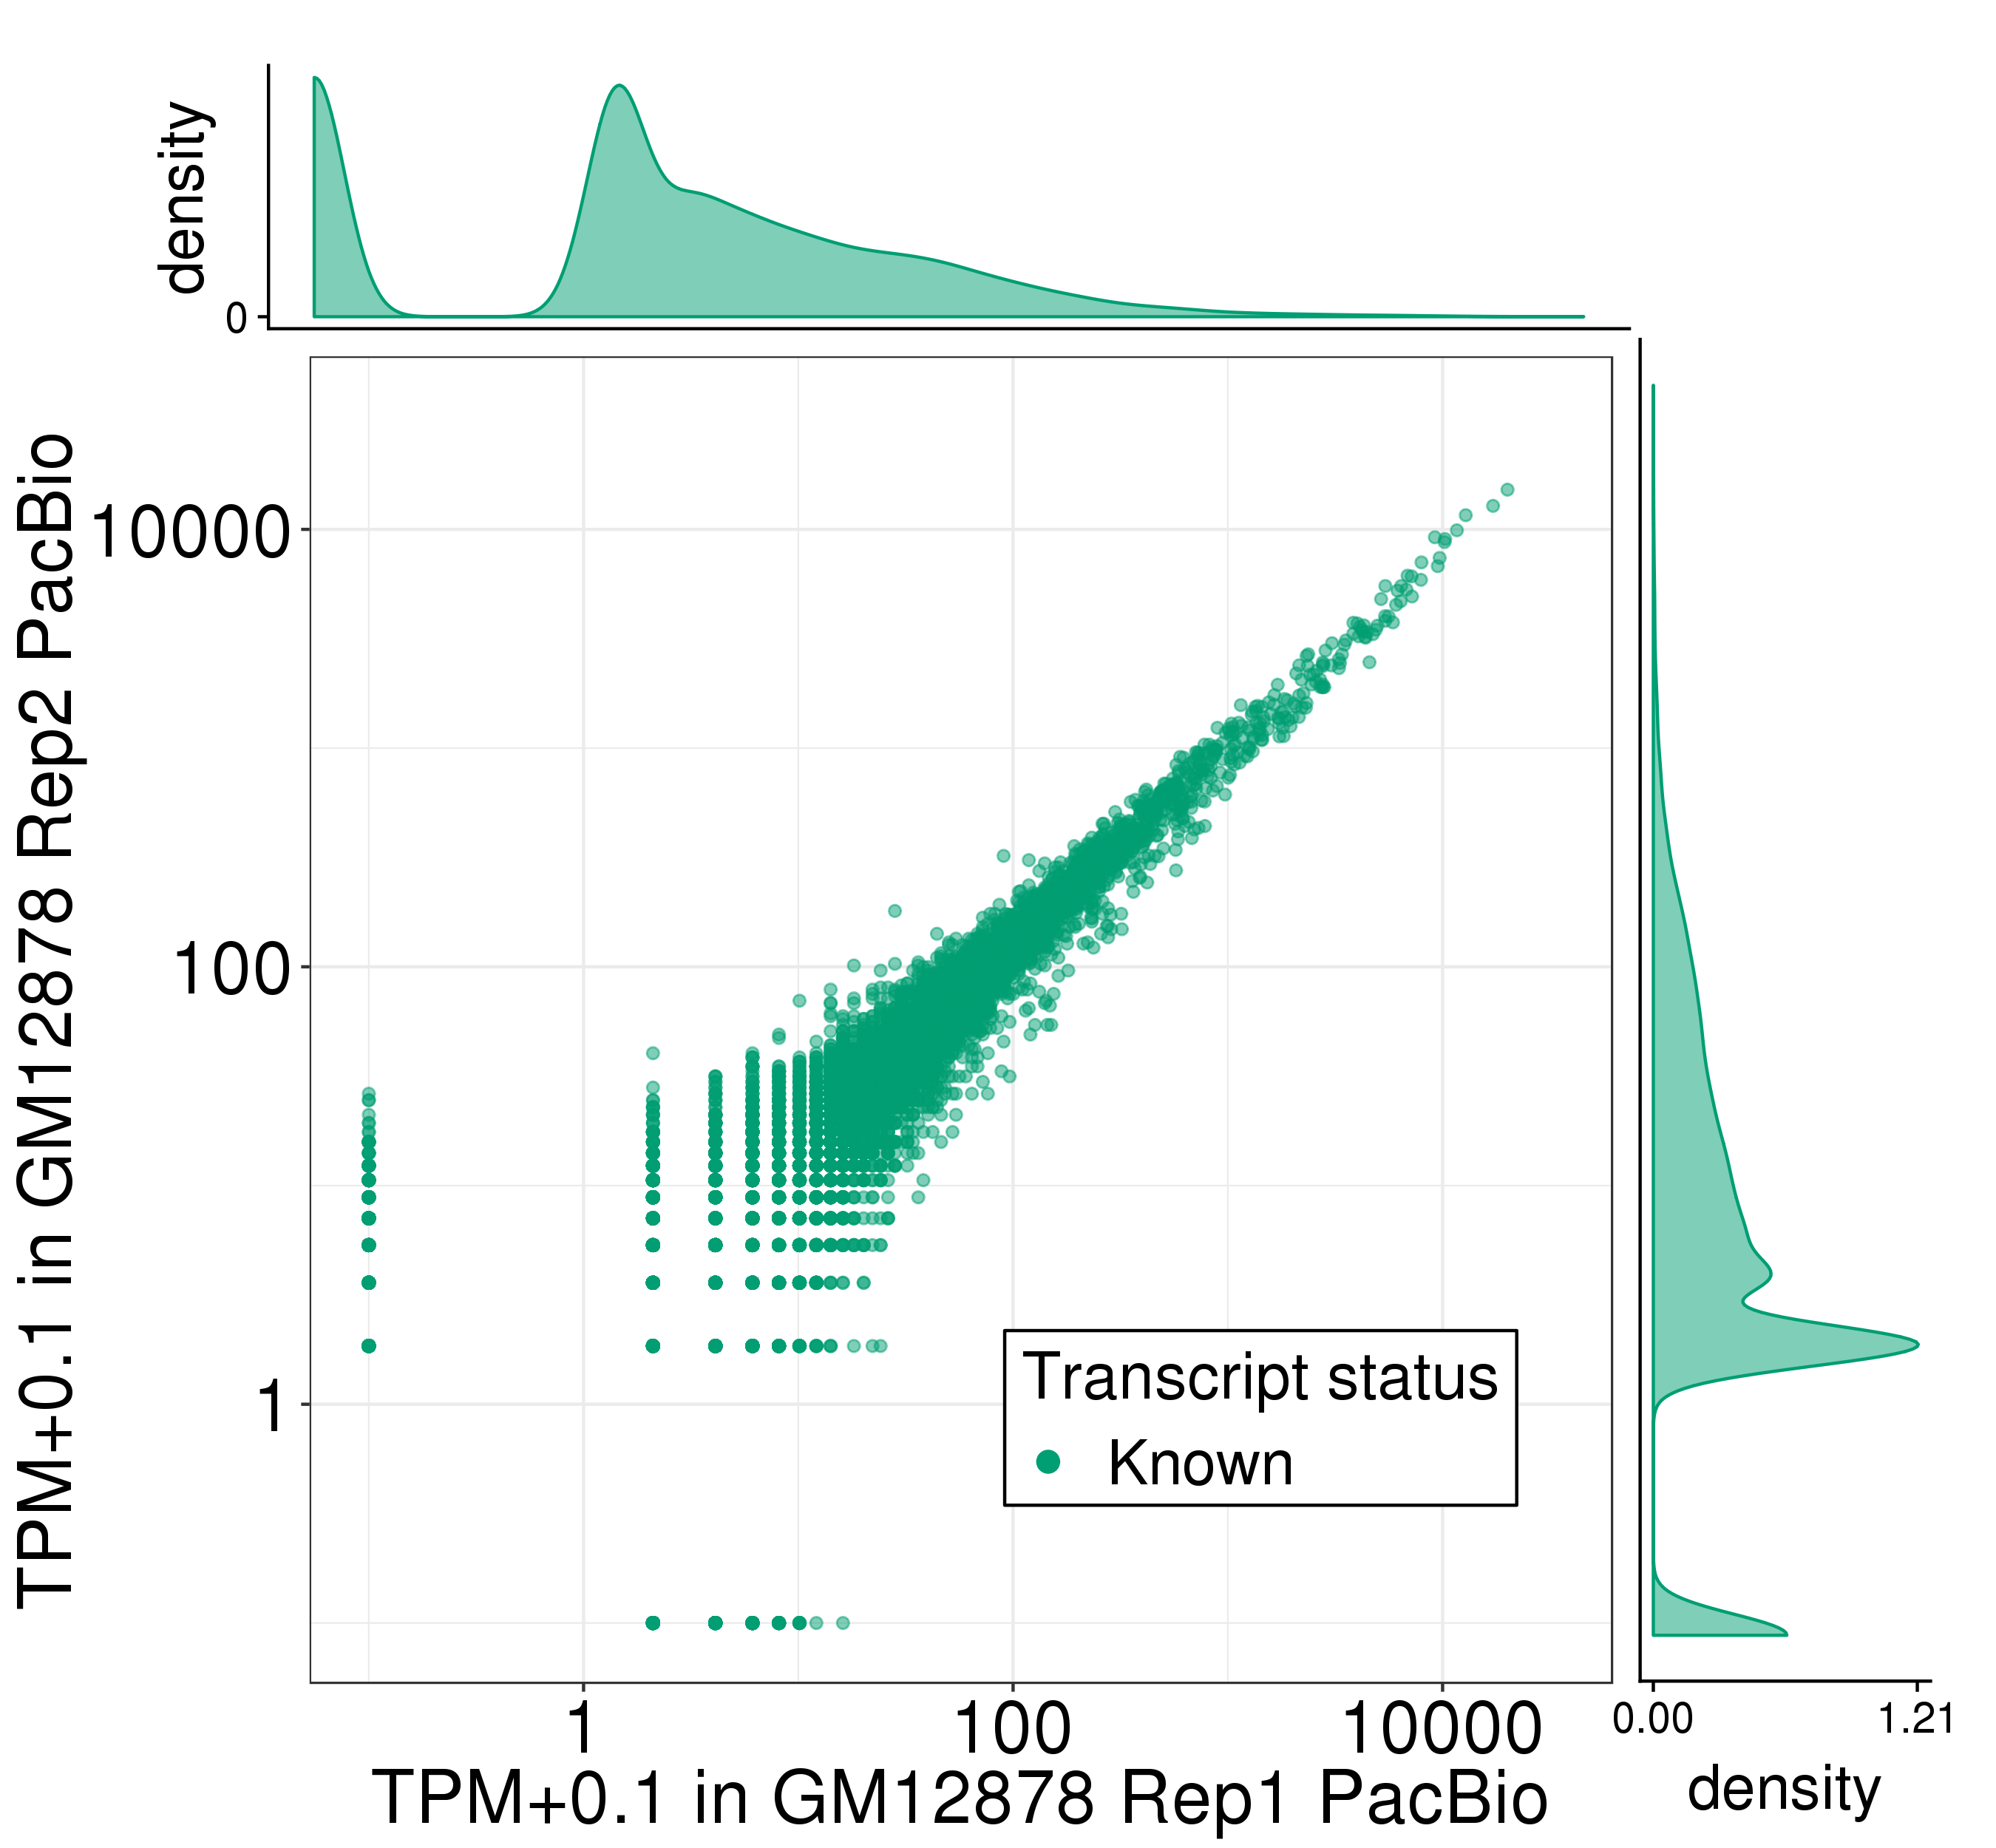 density
0
TPM+0.1 in GM12878 Rep2 PacBio
10000
100
1
Transcript status
Known
1
100
10000
TPM+0.1 in GM12878 Rep1 PacBio
0.00
1.21
density